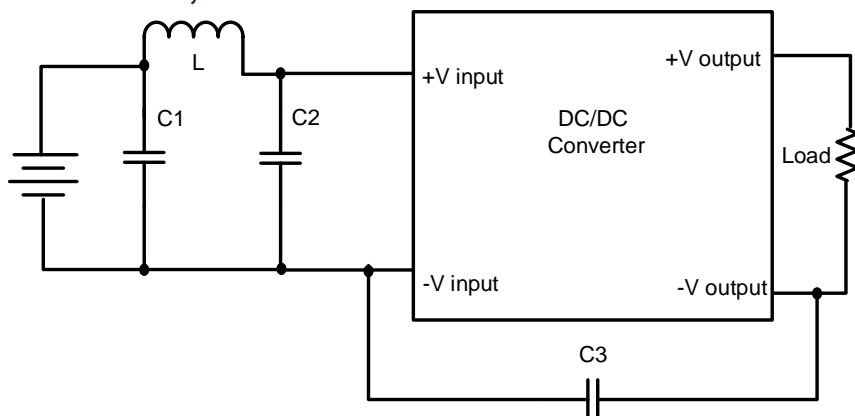 L
C1
C2
+V input
-V input
DC/DC
Converter
+V output
-V output
Load
C3